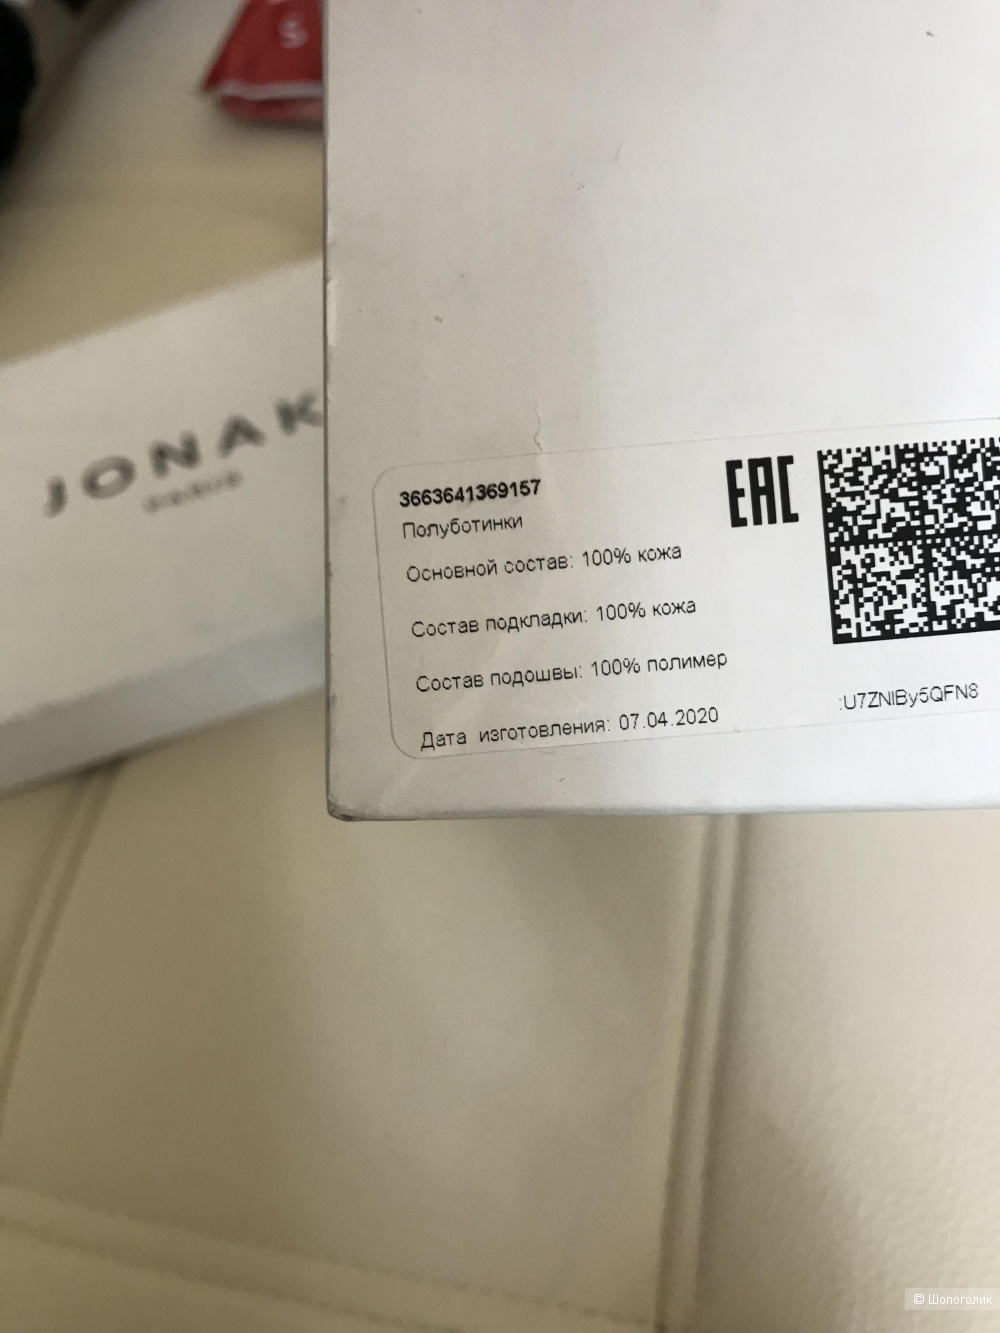 JONAK
3663641369157
Полуботинки
Основной состав: 100% кожа
Состав подкладки: 100% кожа
Состав подошвы: 100% полимер
Дата изготовления: 07.04.2020
EAC
:U7ZNIBy5QFN8
© Шопоголик